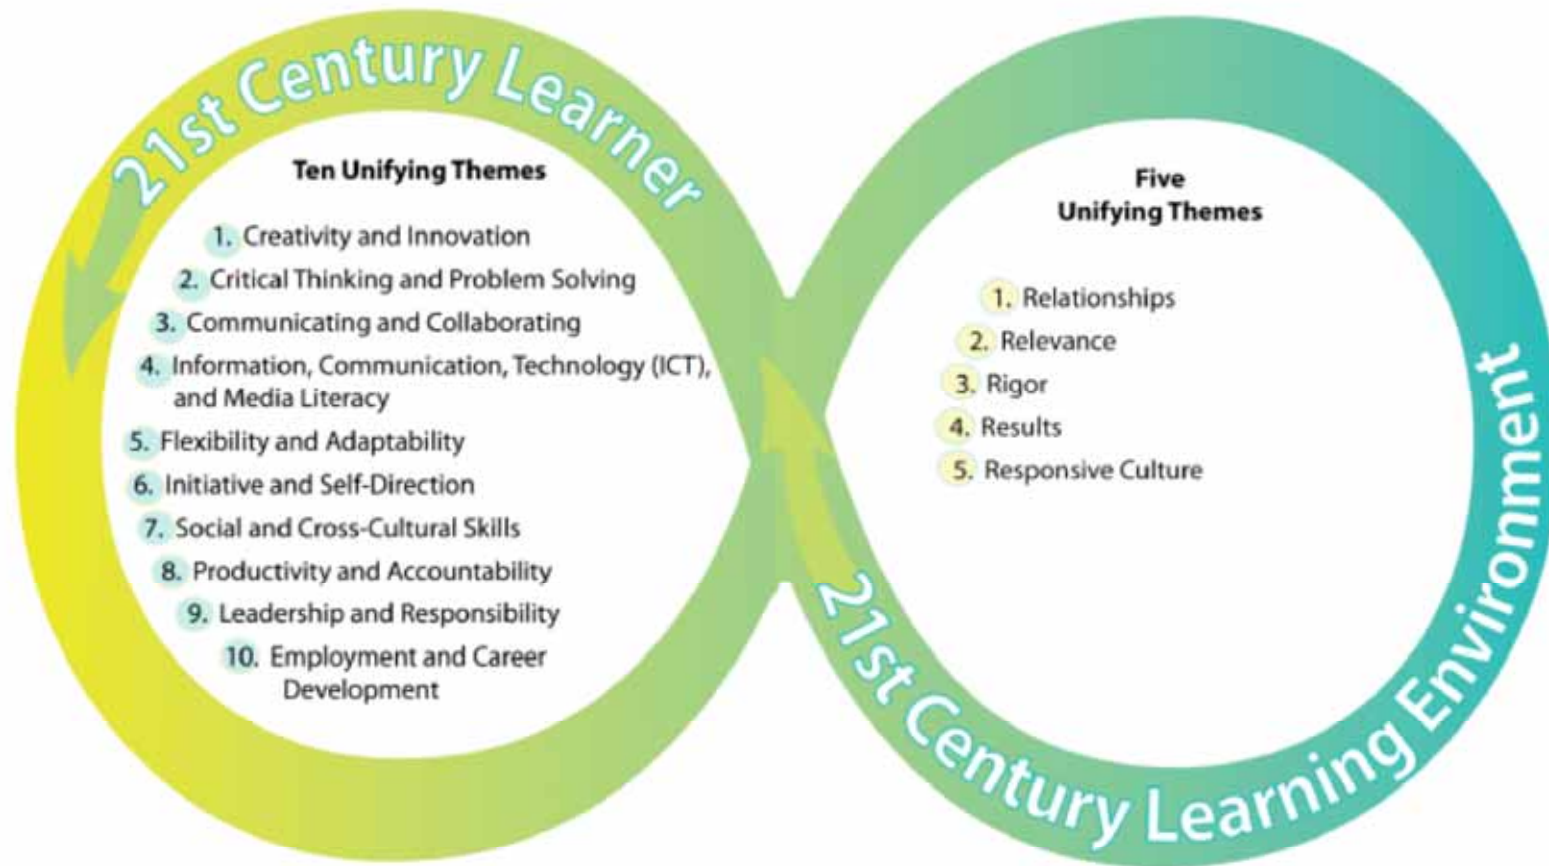 21st Century Learner
Ten Unifying Themes
1. Creativity and Innovation
2. Critical Thinking and Problem Solving
3. Communicating and Collaborating
4. Information, Communication, Technology (ICT),
and Media Literacy
5. Flexibility and Adaptability
6. Initiative and Self-Direction
7. Social and Cross-Cultural Skills
8. Productivity and Accountability
9. Leadership and Responsibility
10. Employment and Career
Development
Five
Unifying Themes
1. Relationships
2. Relevance
3. Rigor
4. Results
5. Responsive Culture
21st Century Learning Environment